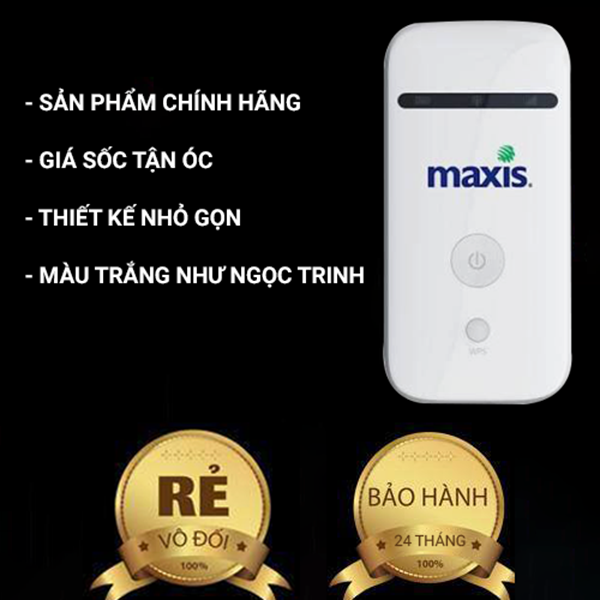 - SẢN PHẨM CHÍNH HÃNG
- GIÁ SỐC TẬN ÓC
- THIẾT KẾ NHỎ GỌN
- MÀU TRẮNG NHƯ NGỌC TRINH
maxis.
WPS
RẺ
VÔ ĐỐI
100%
BẢO HÀNH
24 THÁNG
100%